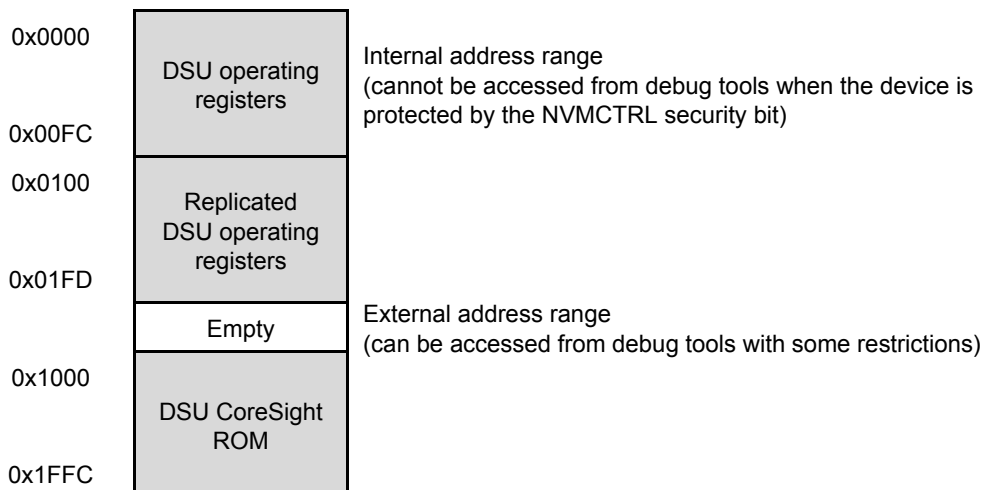 0x0000
DSU operating
registers
Internal address range
(cannot be accessed from debug tools when the device is
protected by the NVMCTRL security bit)
0x00FC
0x0100
Replicated
DSU operating
registers
0x01FD
Empty
External address range
(can be accessed from debug tools with some restrictions)
0x1000
DSU CoreSight
ROM
0x1FFC